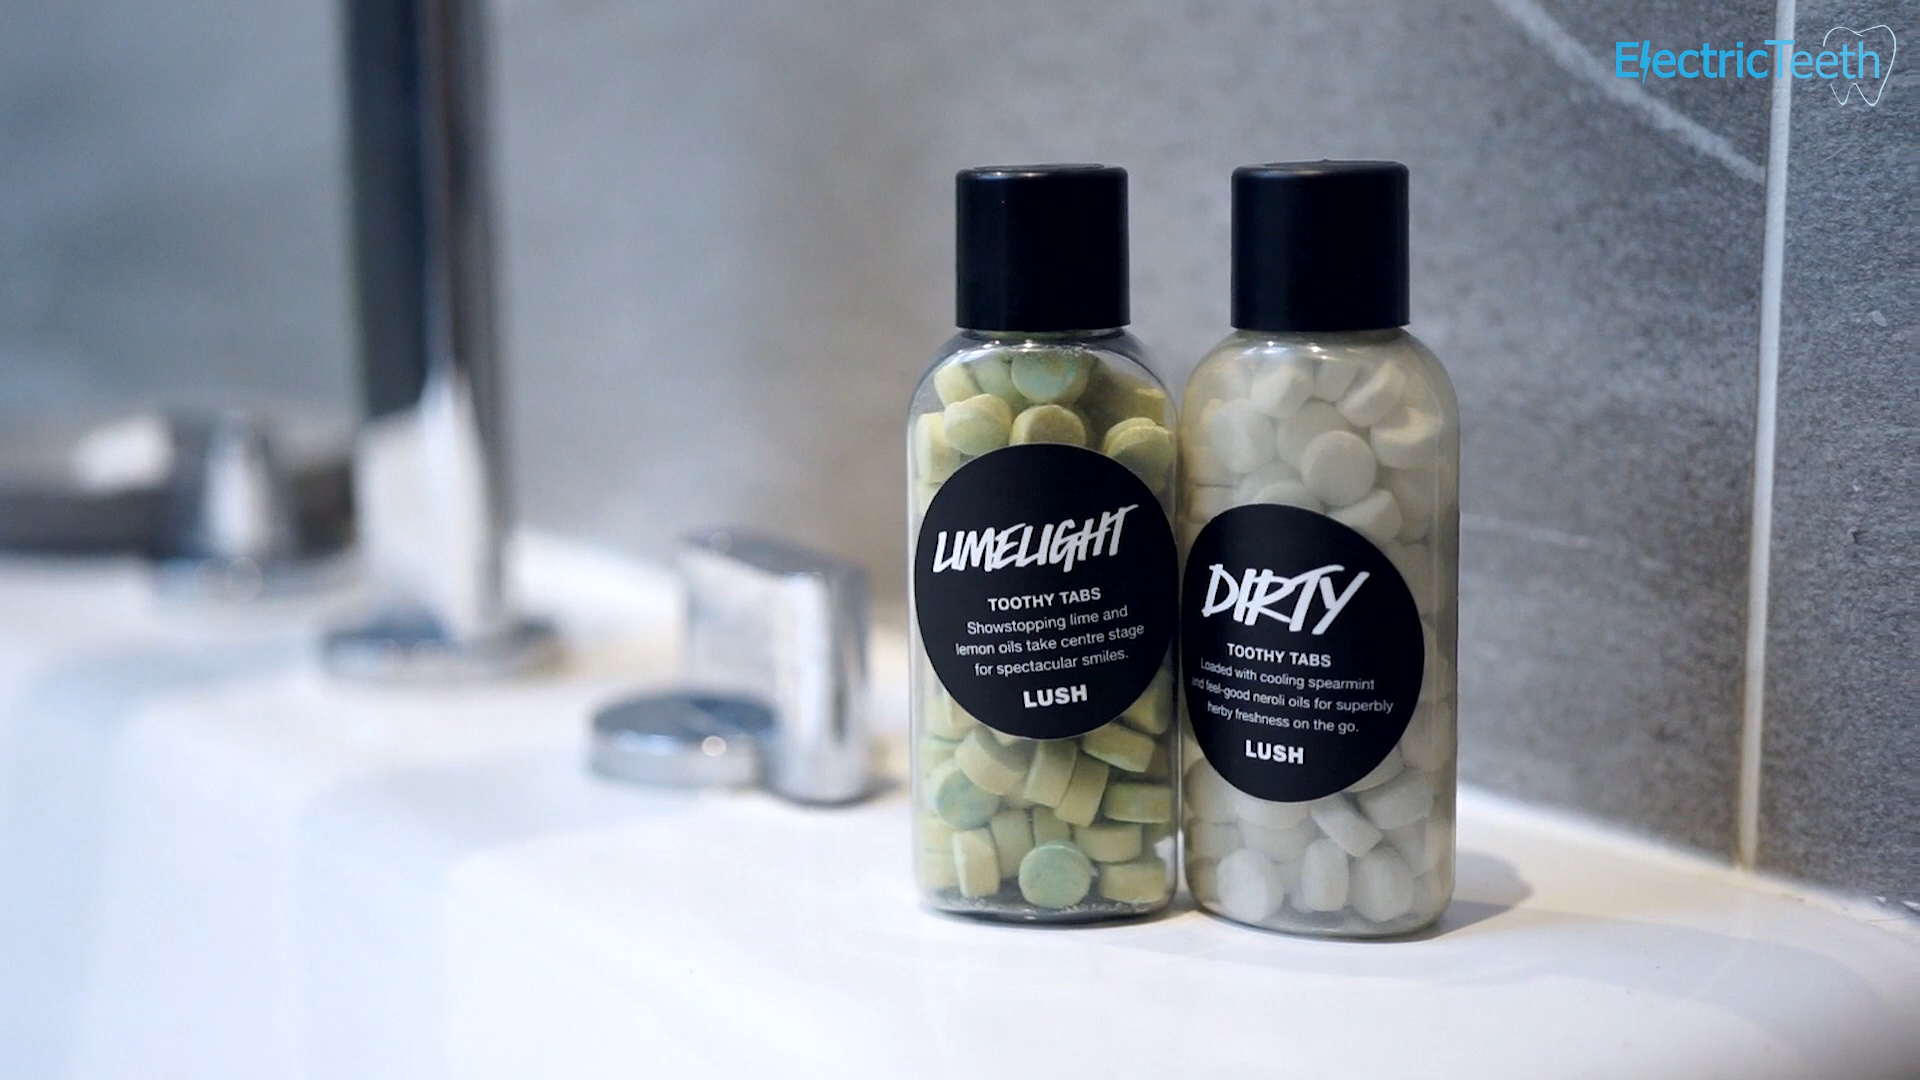 ElectricTeeth
LIMELIGHT
TOOTHY TABS
Showstopping lime and
lemon oils take centre stage
for spectacular smiles.
LUSH
DIRTY
TOOTHY TABS
Loaded with cooling spearmint
and feel-good neroli oils for superbly
herby freshness on the go.
LUSH